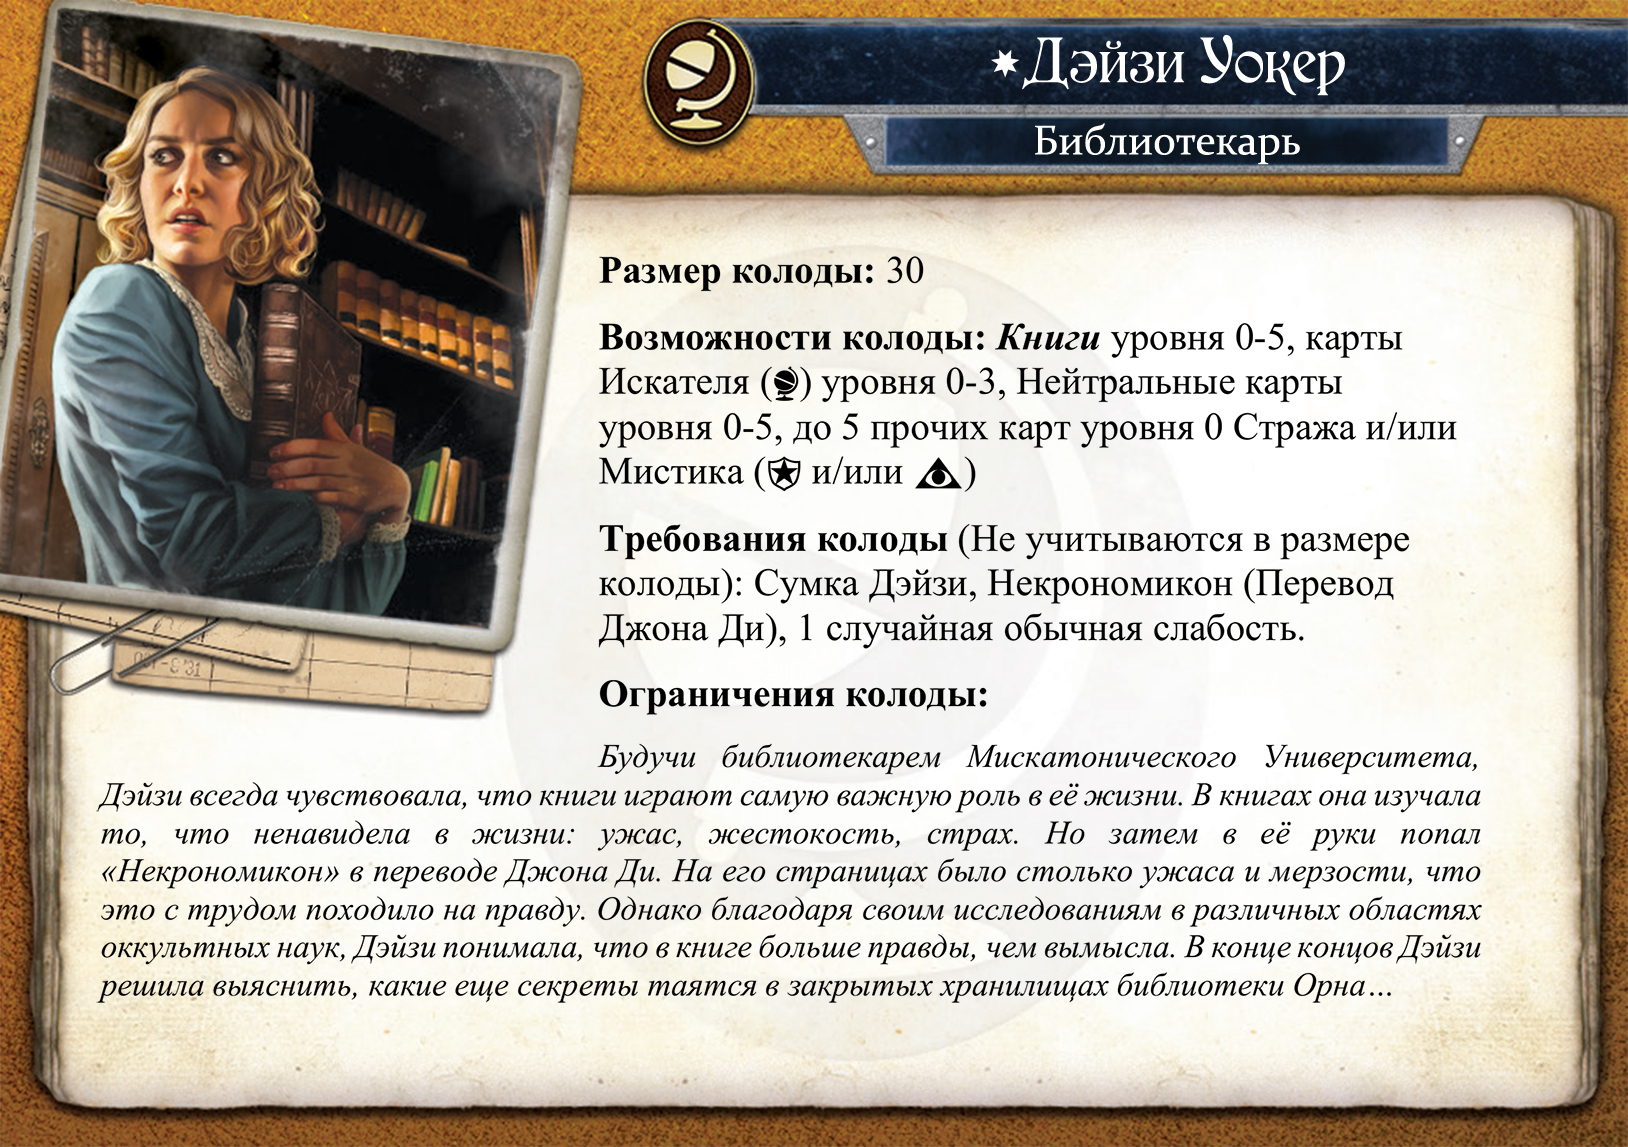 Дэйзи Уокер
Библиотекарь
Размер колоды: 30
Возможности колоды: Книги уровня 0-5, карты
Искателя () уровня 0-3, Нейтральные карты
уровня 0-5, до 5 прочих карт уровня 0 Стража и/или
Мистика ( и/или )
Требования колоды (Не учитываются в размере
колоды): Сумка Дэйзи, Некрономикон (Перевод
Джона Ди), 1 случайная обычная слабость.
Ограничения колоды:
Будучи библиотекарем Мискатонического Университета,
Дэйзи всегда чувствовала, что книги играют самую важную роль в её жизни. В книгах она изучала
то, что ненавидела в жизни: ужас, жестокость, страх. Но затем в её руки попал
«Некрономикон» в переводе Джона Ди. На его страницах было столько ужаса и мерзости, что
это с трудом походило на правду. Однако благодаря своим исследованиям в различных областях
оккультных наук, Дэйзи понимала, что в книге больше правды, чем вымысла. В конце концов Дэйзи
решила выяснить, какие еще секреты таятся в закрытых хранилищах библиотеки Орна…